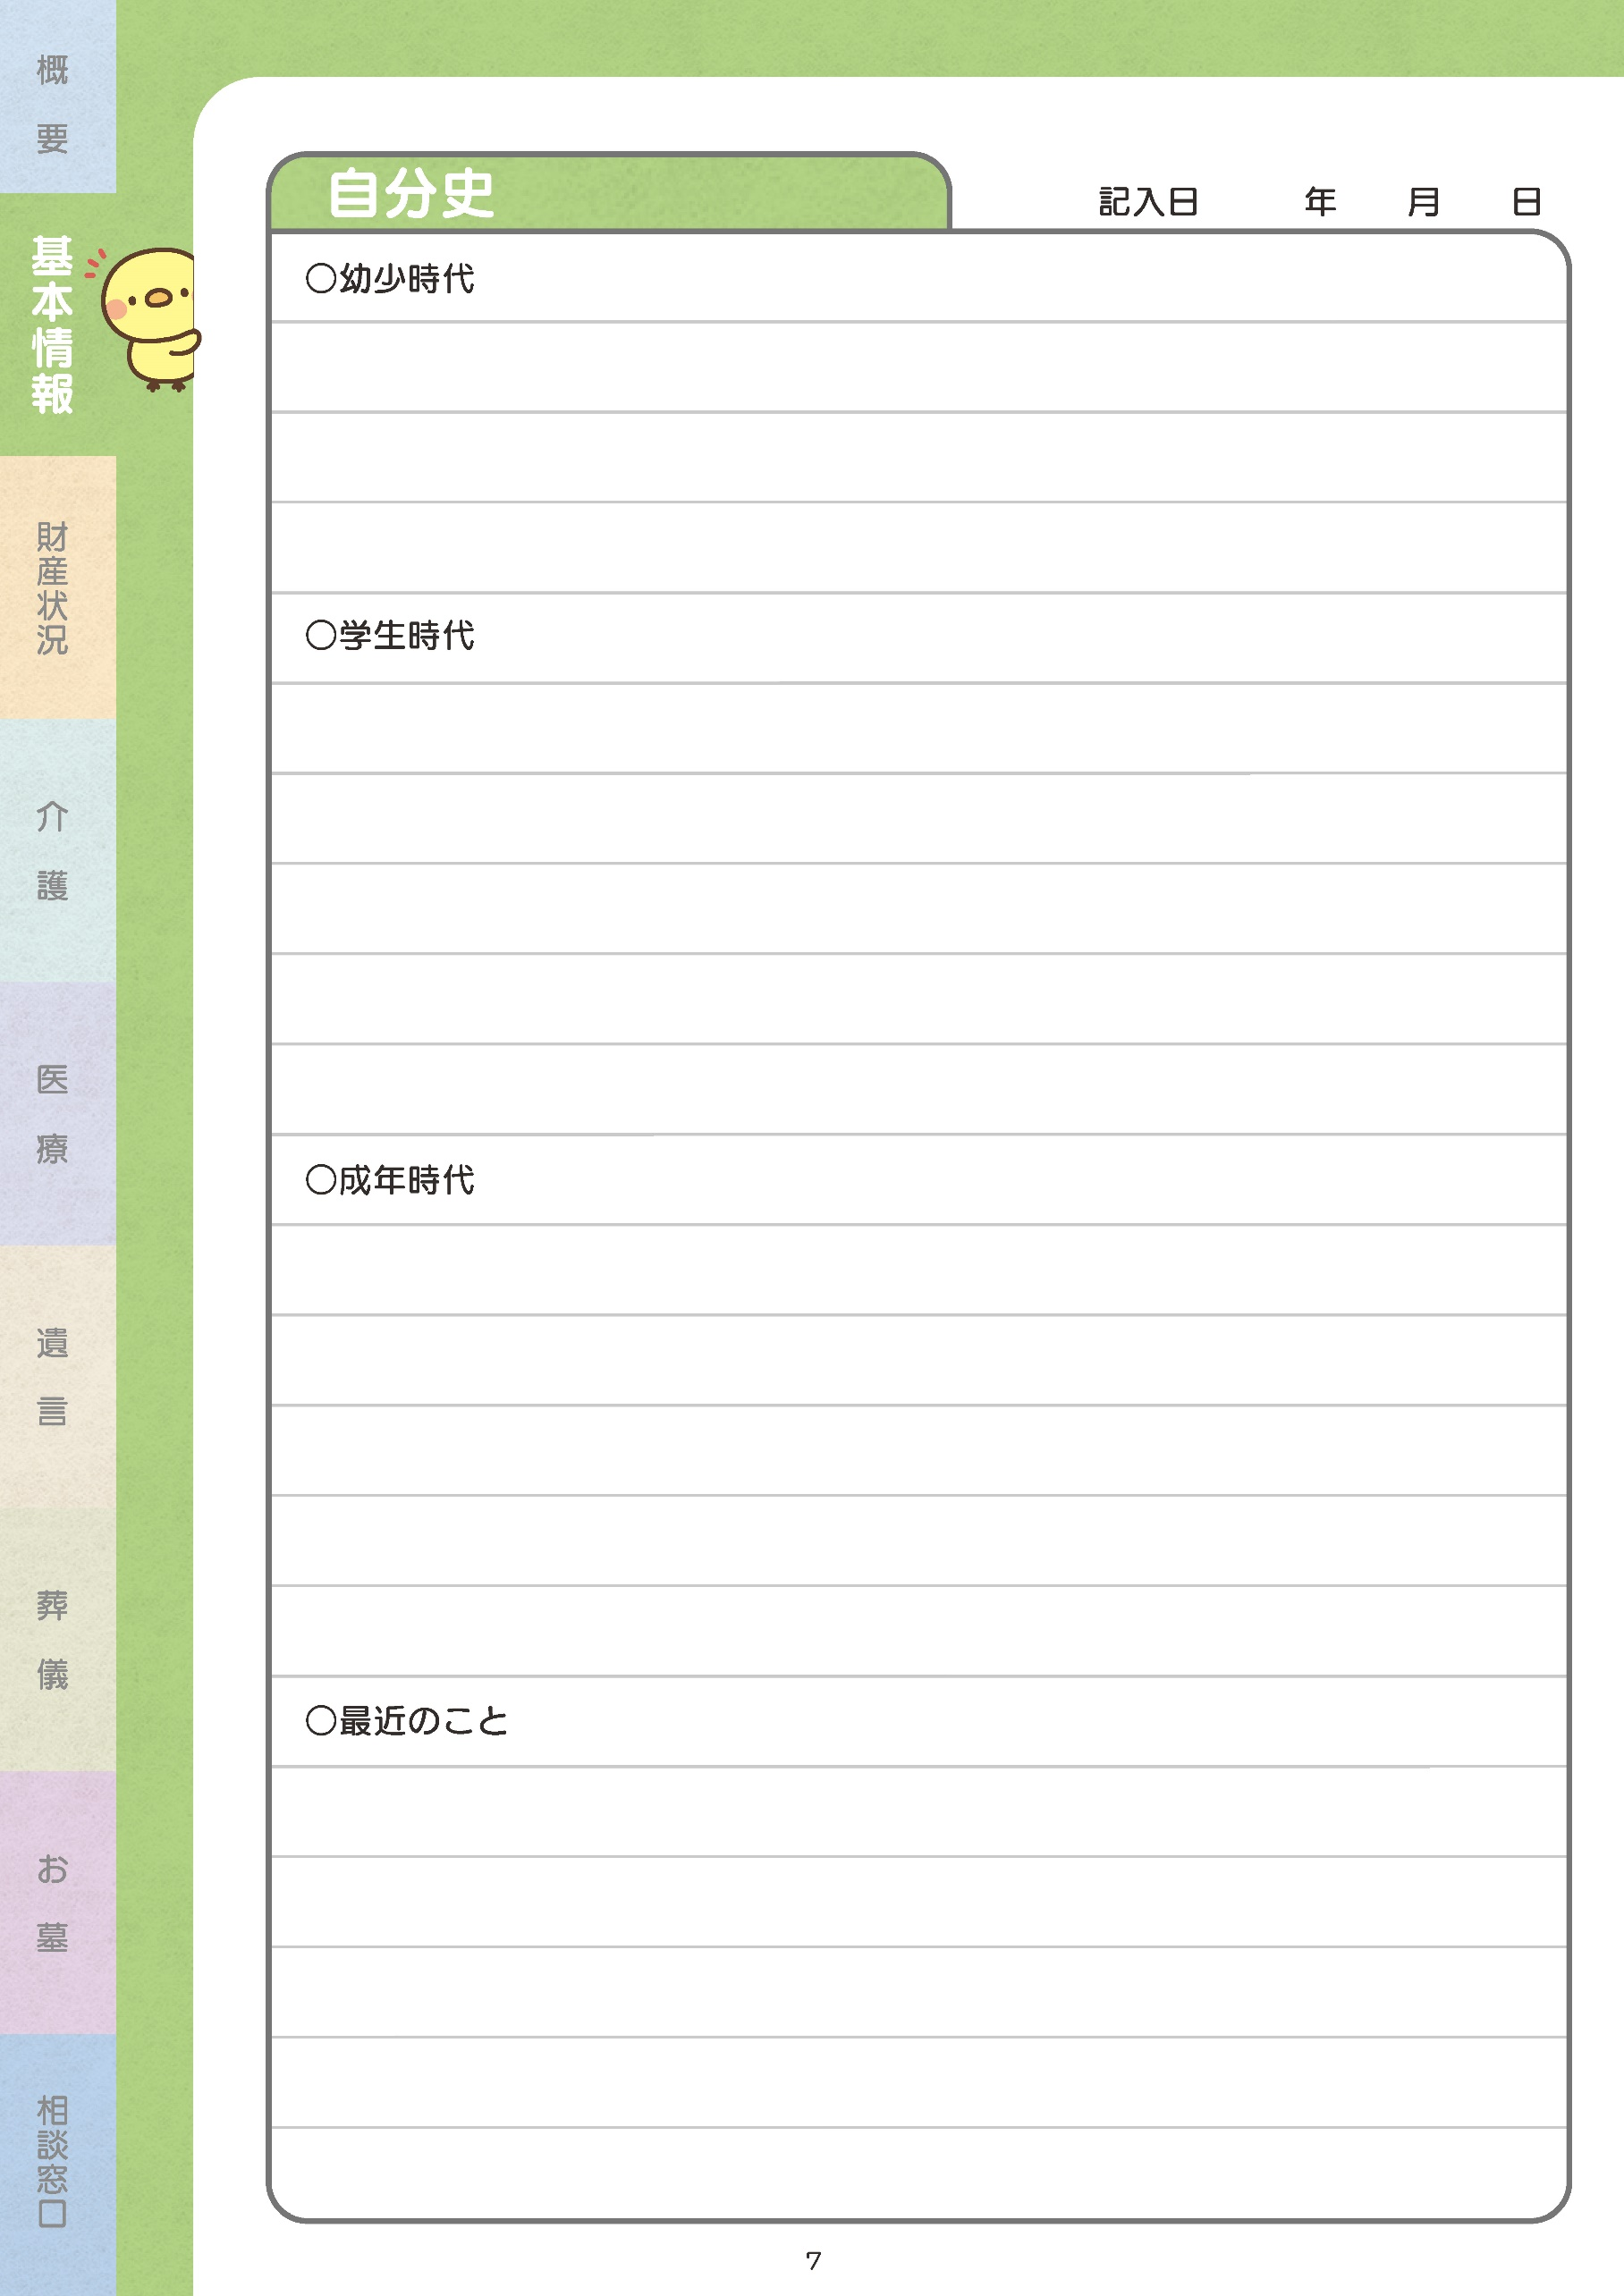 概要
基本情報
財産状況
介護
医療
遺言
葬儀
お墓
相談窓口
自分史
記入日 年 月 日
○幼少時代
○学生時代
○成年時代
○最近のこと
7